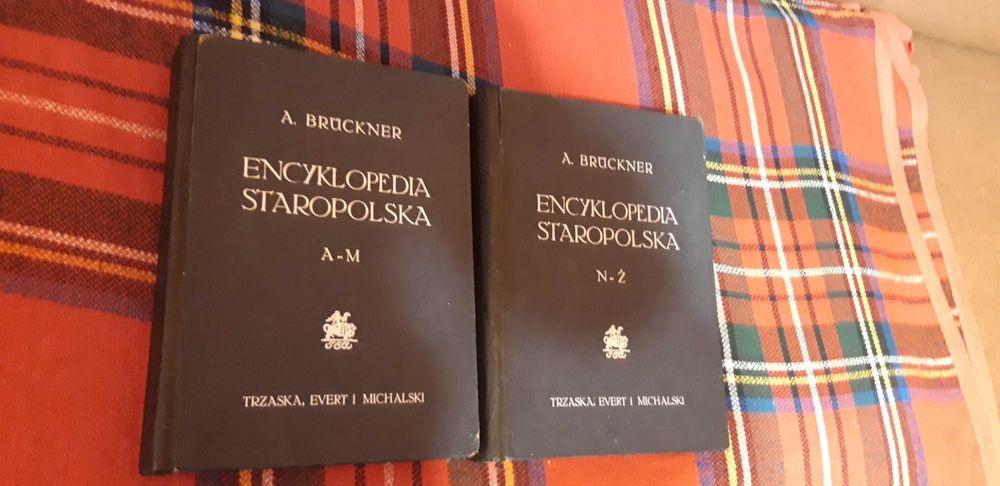 A. BRÜCKNER
ENCYKLOPEDIA
STAROPOLSKA
A-M
TRZASKA, EVERT I MICHALSKI
A. BRÜCKNER
ENCYKLOPEDIA
STAROPOLSKA
N-Ż
TRZASKA, EVERT I MICHALSKI